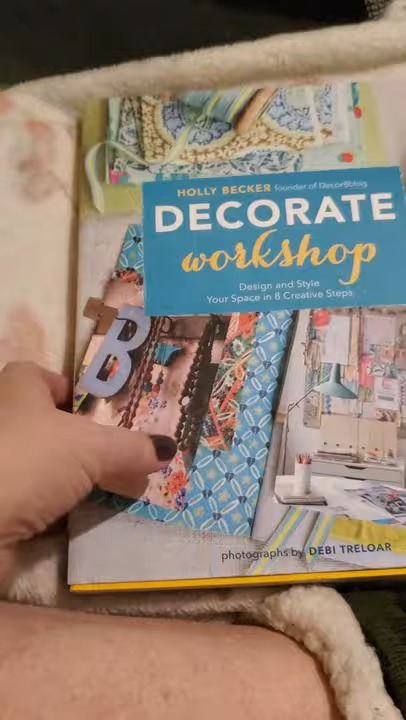 HOLLY BECKER founder of Decor8blog
DECORATE
workshop
Design and Style
Your Space in 8 Creative Steps
B
photographs by DEBI TRELOAR